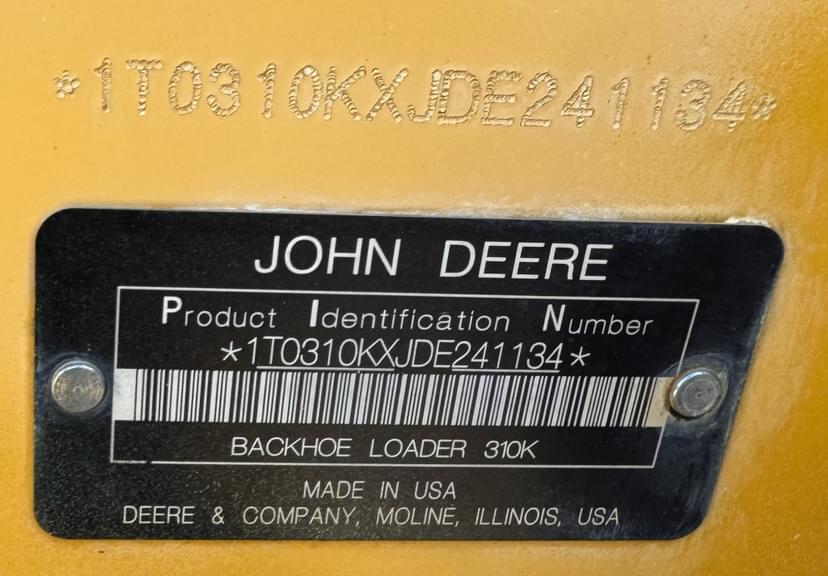 *1T0310KXJDE241134*
JOHN DEERE
Product Identification Number
*1T0310KXJDE241134*
BACKHOE LOADER 310K
MADE IN USA
DEERE & COMPANY, MOLINE, ILLINOIS, USA